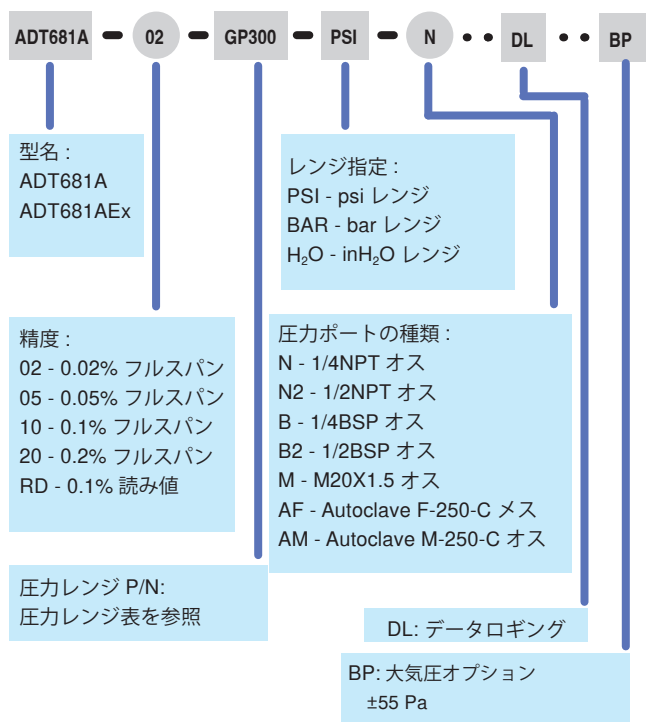 ADT681A - 02 - GP300 - PSI - N ・・ DL ・・ BP
型名 :
ADT681A
ADT681AEx
レンジ指定 :
PSI - psi レンジ
BAR - bar レンジ
H₂O - inH₂O レンジ
精度 :
02 - 0.02% フルスパン
05 - 0.05% フルスパン
10 - 0.1% フルスパン
20 - 0.2% フルスパン
RD - 0.1% 読み値
圧力ポートの種類 :
N - 1/4NPT オス
N2 - 1/2NPT オス
B - 1/4BSP オス
B2 - 1/2BSP オス
M - M20X1.5 オス
AF - Autoclave F-250-C メス
AM - Autoclave M-250-C オス
圧力レンジ P/N:
圧力レンジ表を参照
DL: データロギング
BP: 大気圧オプション
±55 Pa